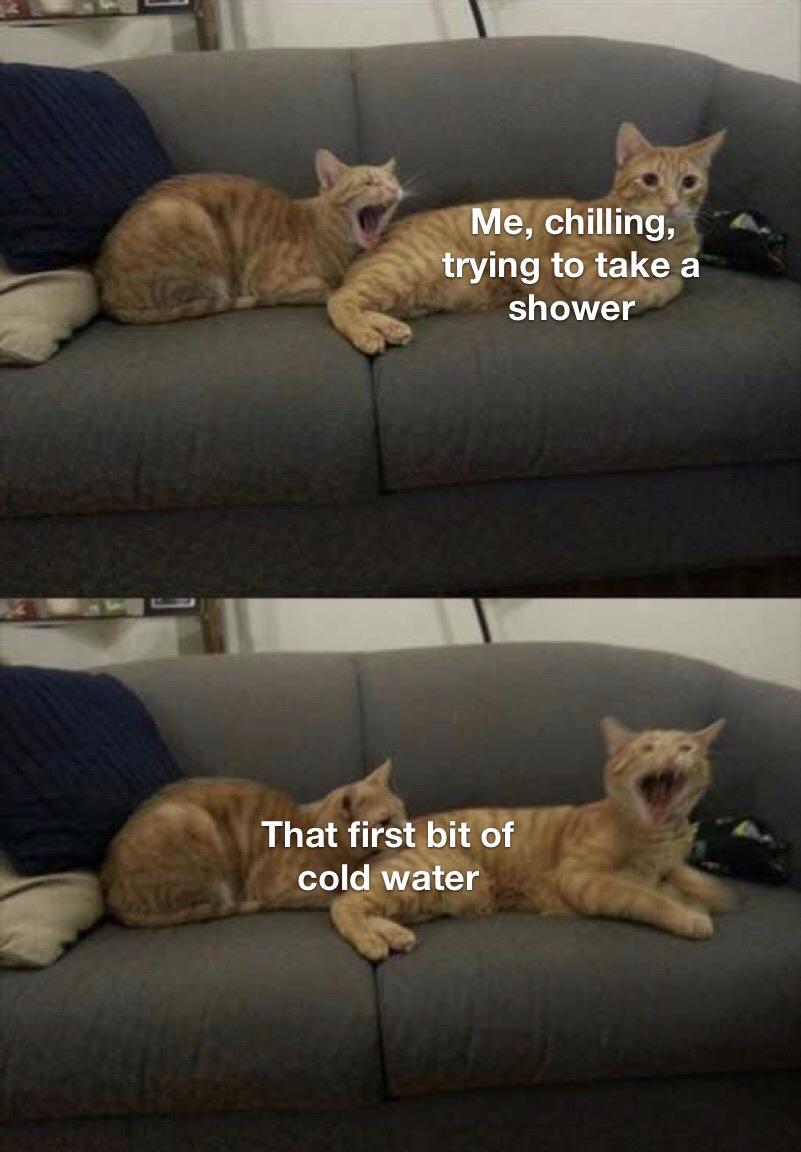 Me, chilling,
trying to take a
shower
That first bit of
cold water